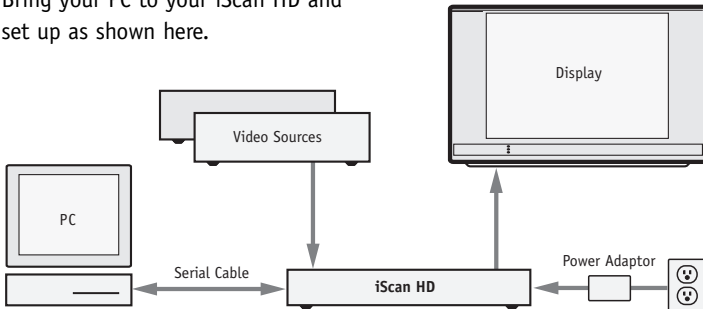 Bring your PC to your iScan HD and
set up as shown here.
Display
Video Sources
PC
Serial Cable
iScan HD
Power Adaptor